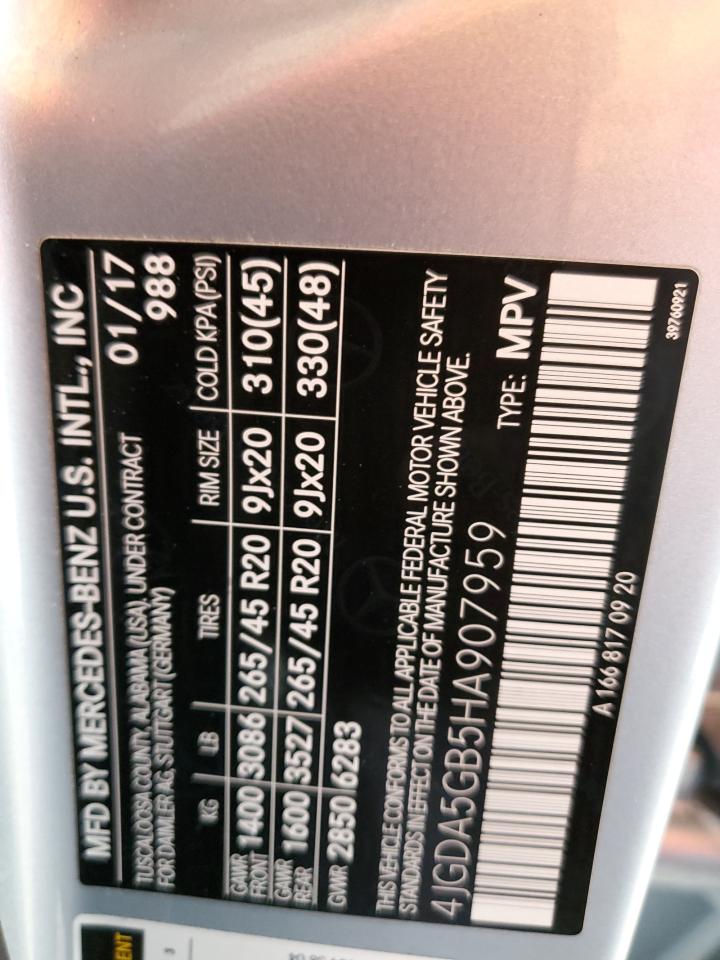 MFD BY MERCEDES-BENZ U.S. INTL., INC
TUSCALOOSA COUNTY, ALABAMA (USA), UNDER CONTRACT 01/17
FOR DAIMLER AG, STUTTGART (GERMANY) 988
KG LB TIRES RIM SIZE COLD KPA (PSI)
GAWR FRONT 1400 3086 265/45 R20 9Jx20 310(45)
GAWR REAR 1600 3527 265/45 R20 9Jx20 330(48)
GVWR 2850 6283
THIS VEHICLE CONFORMS TO ALL APPLICABLE FEDERAL MOTOR VEHICLE SAFETY
STANDARDS IN EFFECT ON THE DATE OF MANUFACTURE SHOWN ABOVE.
4JGDA5GB5HA907959 TYPE: MPV
A 166 817 09 20
39760921
3